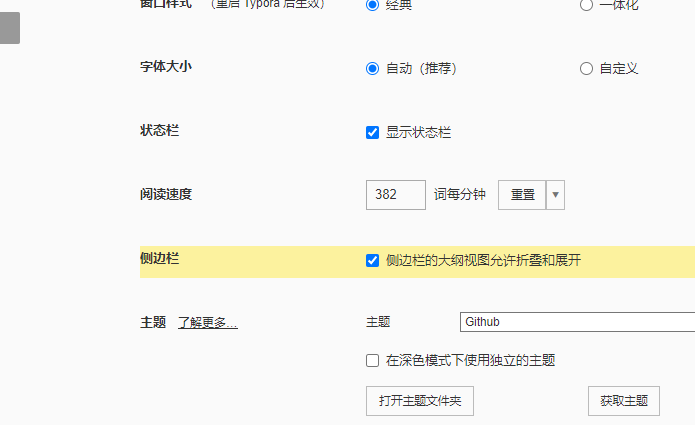 窗口样式 （重启 Typora 后生效） 经典 一体化
字体大小 自动（推荐） 自定义
状态栏 显示状态栏
阅读速度 382 词每分钟 重置
侧边栏 侧边栏的大纲视图允许折叠和展开
主题 了解更多... 主题 Github
在深色模式下使用独立的主题
打开主题文件夹 获取主题